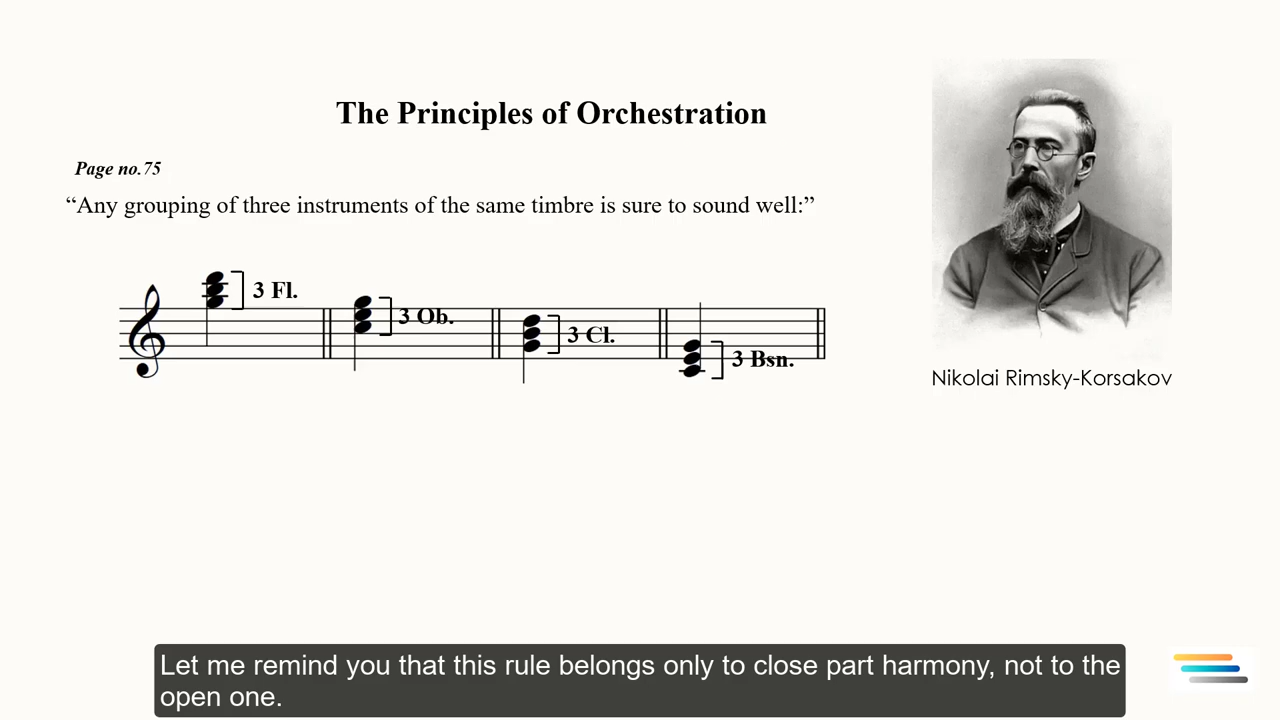 The Principles of Orchestration
Page no.75
“Any grouping of three instruments of the same timbre is sure to sound well:”
3 Fl.
3 Ob.
3 Cl.
3 Bsn.
Nikolai Rimsky-Korsakov
Let me remind you that this rule belongs only to close part harmony, not to the
open one.